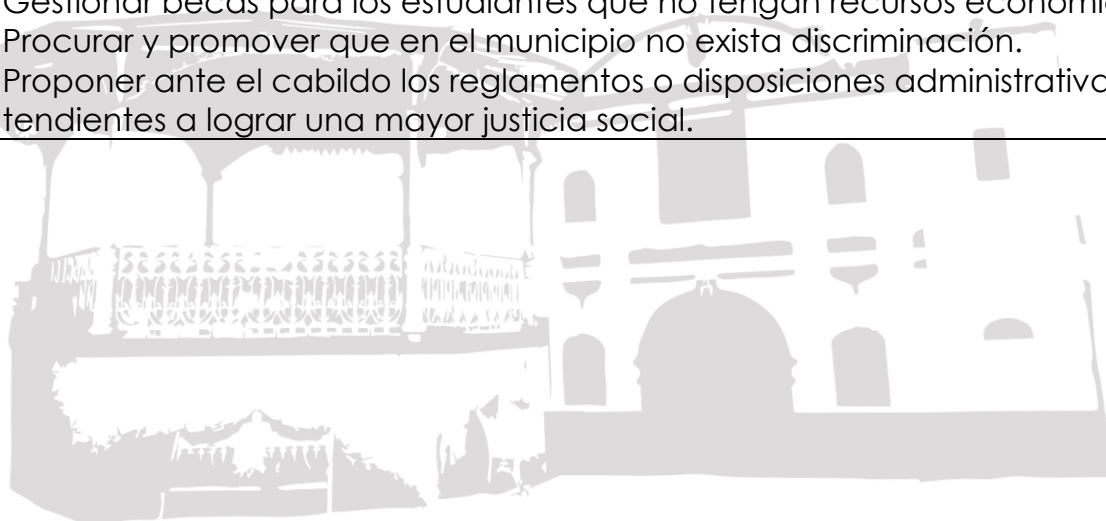 Gestionar becas para los estudiantes que no tengan recursos
Procurar y promover que en el municipio no exista discriminación.
Proponer ante el cabildo los reglamentos o disposiciones
tendientes a lograr una mayor justicia social.